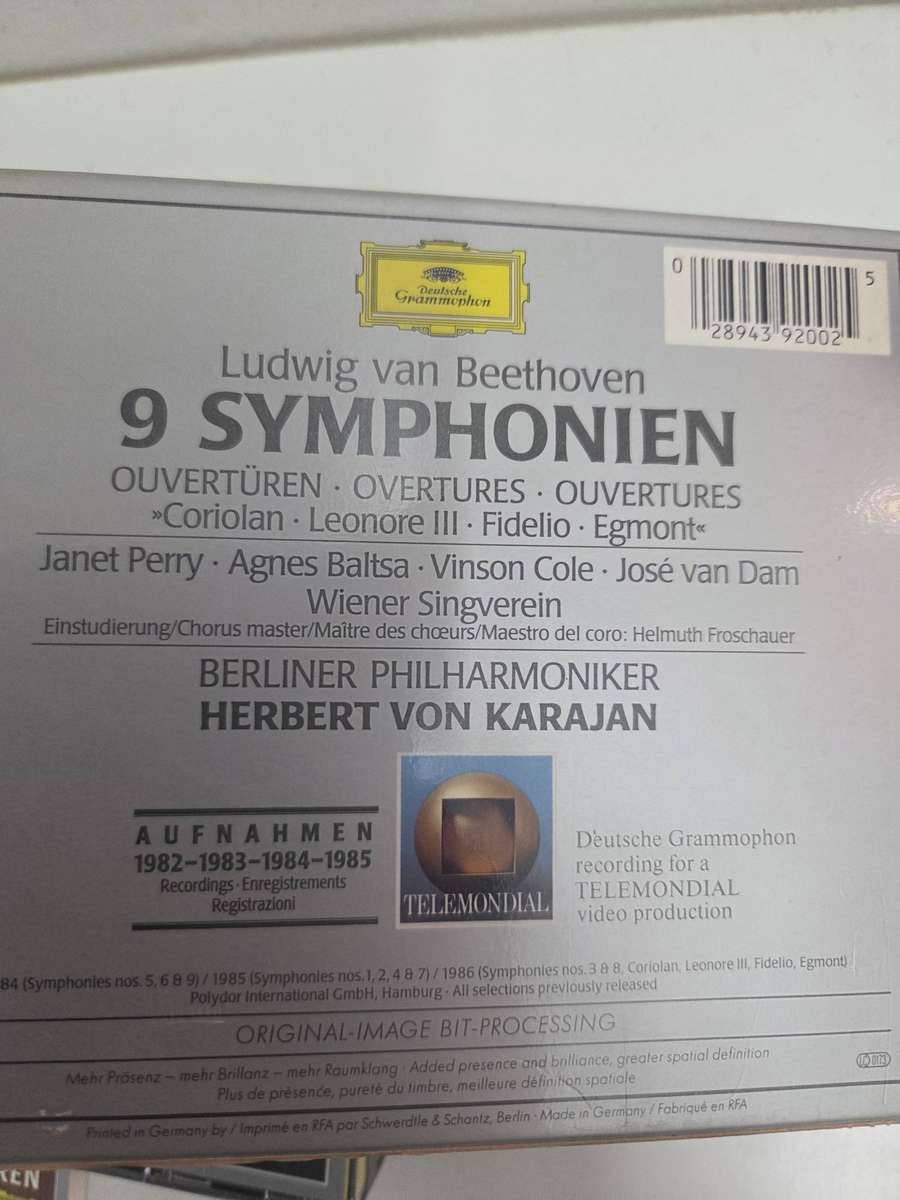 Deutsche
Grammophon
0 28943 92002 5
Ludwig van Beethoven
9 SYMPHONIEN
OUVERTÜREN · OVERTURES · OUVERTURES
»Coriolan · Leonore III · Fidelio · Egmont«
Janet Perry · Agnes Baltsa · Vinson Cole · José van Dam
Wiener Singverein
Einstudierung/Chorus master/Maître des chœurs/Maestro del coro: Helmuth Froschauer
BERLINER PHILHARMONIKER
HERBERT VON KARAJAN
AUFNAHMEN
1982–1983–1984–1985
Recordings · Enregistrements
Registrazioni
TELEMONDIAL
Deutsche Grammophon
recording for a
TELEMONDIAL
video production
84 (Symphonies nos. 5, 6 & 9) / 1985 (Symphonies nos. 1, 2, 4 & 7) / 1986 (Symphonies nos. 3 & 8, Coriolan, Leonore III, Fidelio, Egmont)
Polydor International GmbH, Hamburg · All selections previously released
ORIGINAL-IMAGE BIT-PROCESSING
Mehr Präsenz – mehr Brillanz – mehr Raumklang · Added presence and brilliance, greater spatial definition
Plus de présence, pureté du timbre, meilleure définition spatiale
LC 0173
Printed in Germany by / Imprimé en RFA par Schwerdtle & Schantz, Berlin · Made in Germany / Fabriqué en RFA